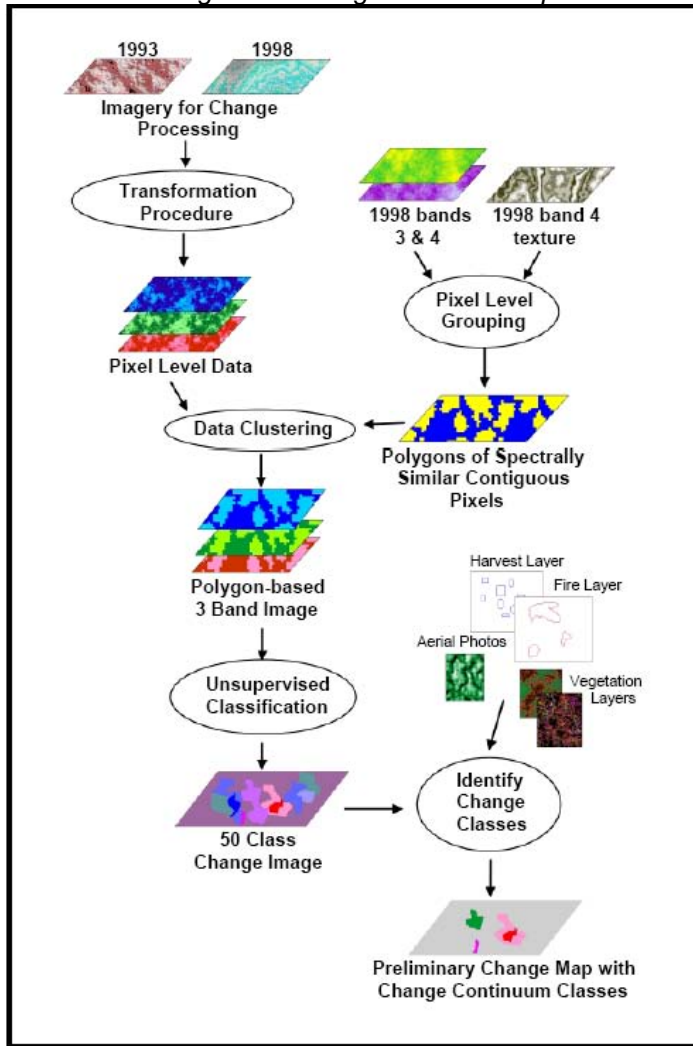 1993
1998
Imagery for Change
Processing
Transformation
Procedure
1998 bands
3 & 4
1998 band 4
texture
Pixel Level
Grouping
Pixel Level Data
Data Clustering
Polygons of Spectrally
Similar Contiguous
Pixels
Polygon-based
3 Band Image
Harvest Layer
Fire Layer
Aerial Photos
Vegetation
Layers
Unsupervised
Classification
Identify
Change
Classes
50 Class
Change Image
Preliminary Change Map with
Change Continuum Classes